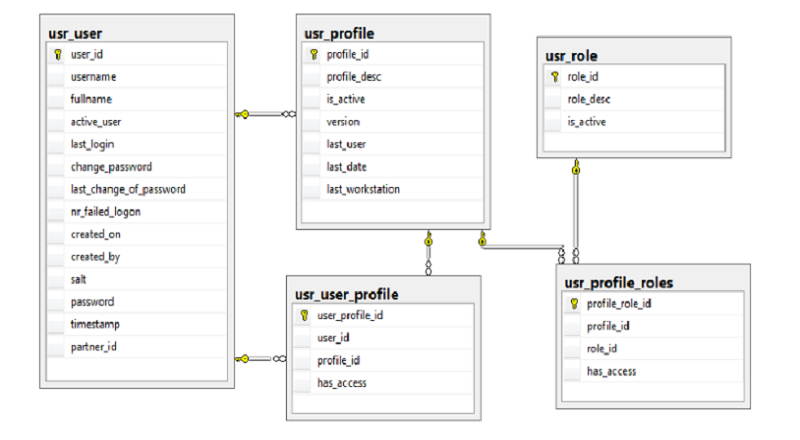 usr_user
user_id
username
fullname
active_user
last_login
change_password
last_change_of_password
nr_failed_logon
created_on
created_by
salt
password
timestamp
partner_id
usr_profile
profile_id
profile_desc
is_active
version
last_user
last_date
last_workstation
usr_role
role_id
role_desc
is_active
usr_user_profile
user_profile_id
user_id
profile_id
has_access
usr_profile_roles
profile_role_id
profile_id
role_id
has_access